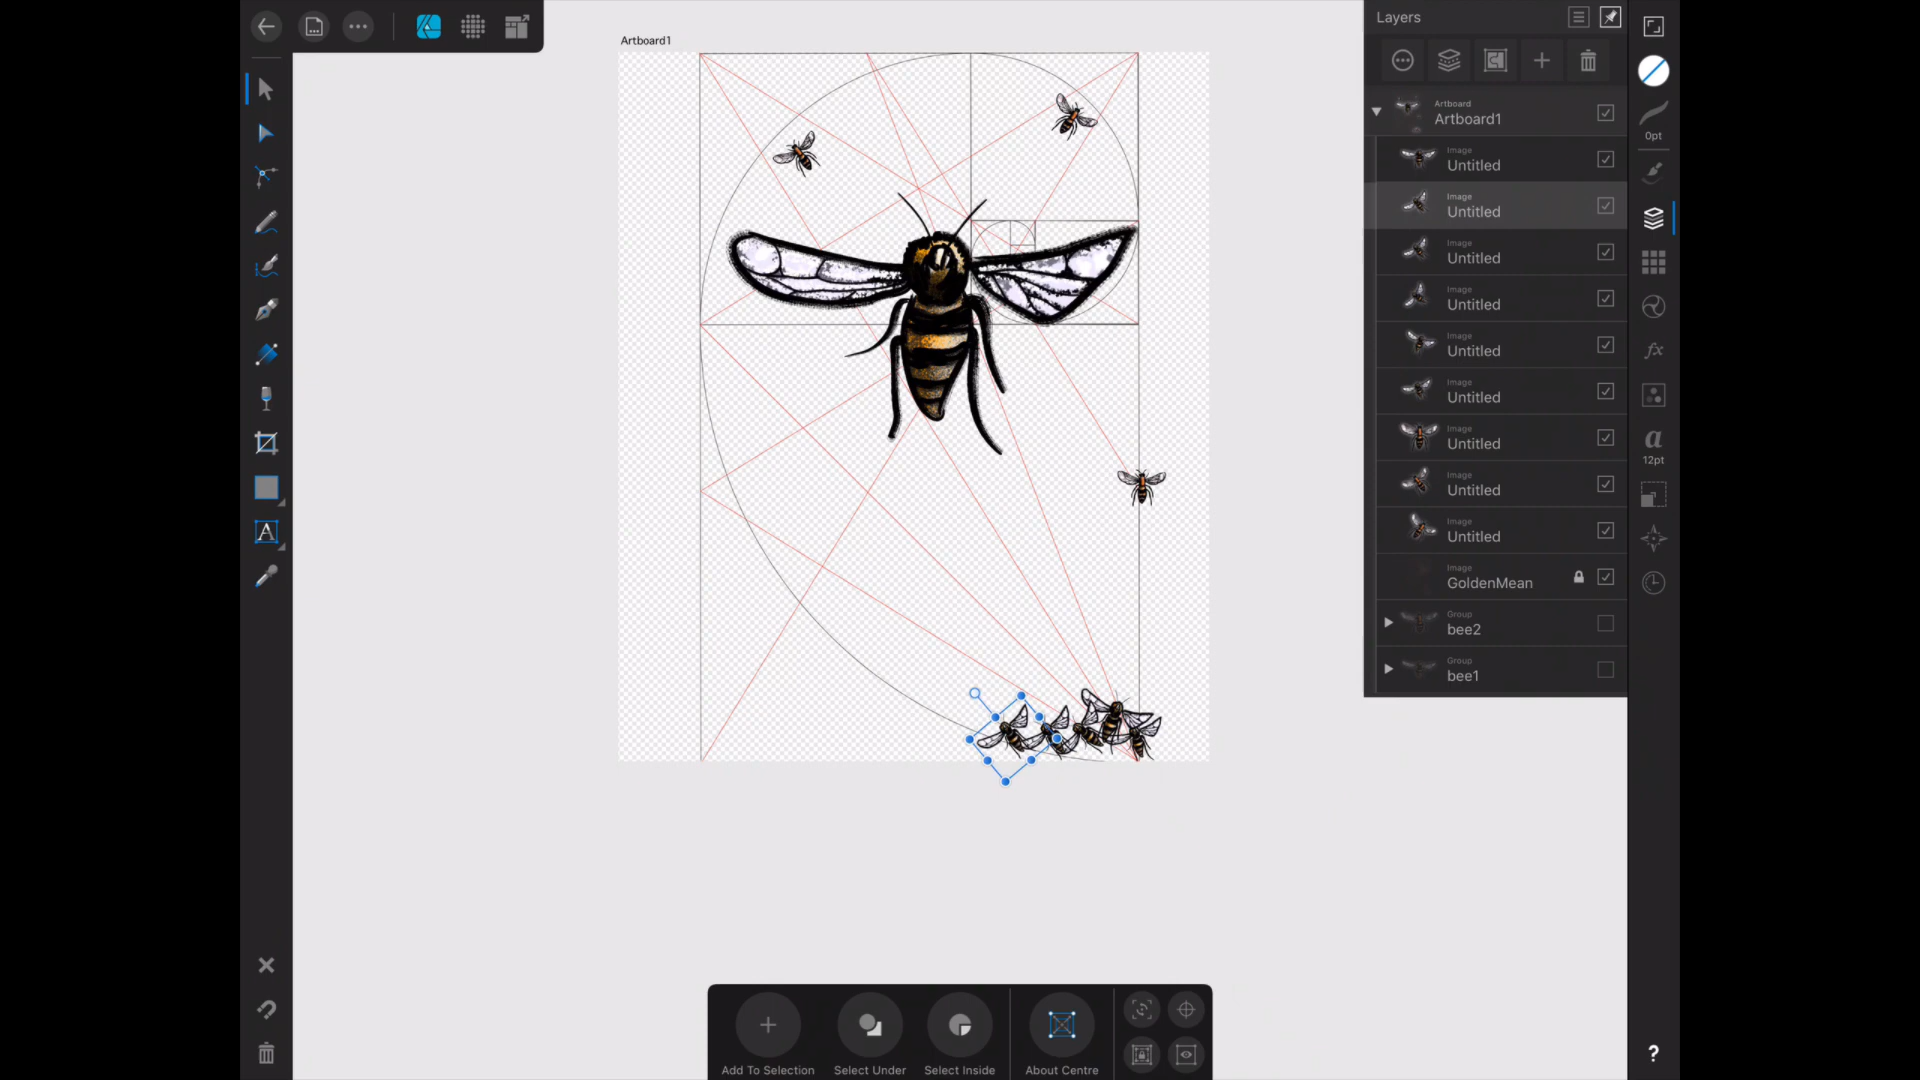 Artboard1
Layers
Artboard
Artboard1
Image
Untitled
Image
Untitled
Image
Untitled
Image
Untitled
Image
Untitled
Image
Untitled
Image
Untitled
Image
Untitled
Image
Untitled
Image
GoldenMean
Group
bee2
Group
bee1
0pt
fx
a
12pt
?
A
Add To Selection
Select Under
Select Inside
About Centre